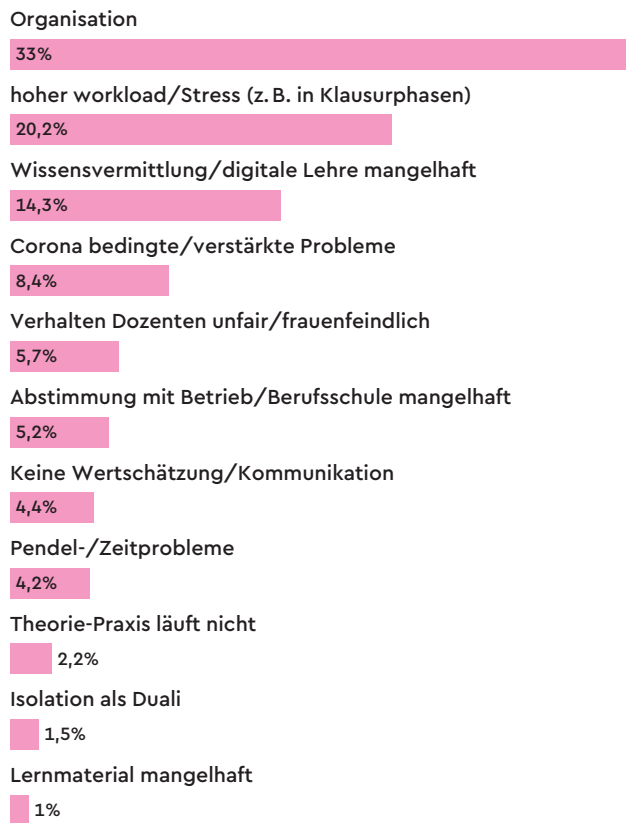 Organisation
33%
hoher workload/Stress (z. B. in Klausurphasen)
20,2%
Wissensvermittlung/digitale Lehre mangelhaft
14,3%
Corona bedingte/verstärkte Probleme
8,4%
Verhalten Dozenten unfair/frauenfeindlich
5,7%
Abstimmung mit Betrieb/Berufsschule mangelhaft
5,2%
Keine Wertschätzung/Kommunikation
4,4%
Pendel-/Zeitprobleme
4,2%
Theorie-Praxis läuft nicht
2,2%
Isolation als Duali
1,5%
Lernmaterial mangelhaft
1%